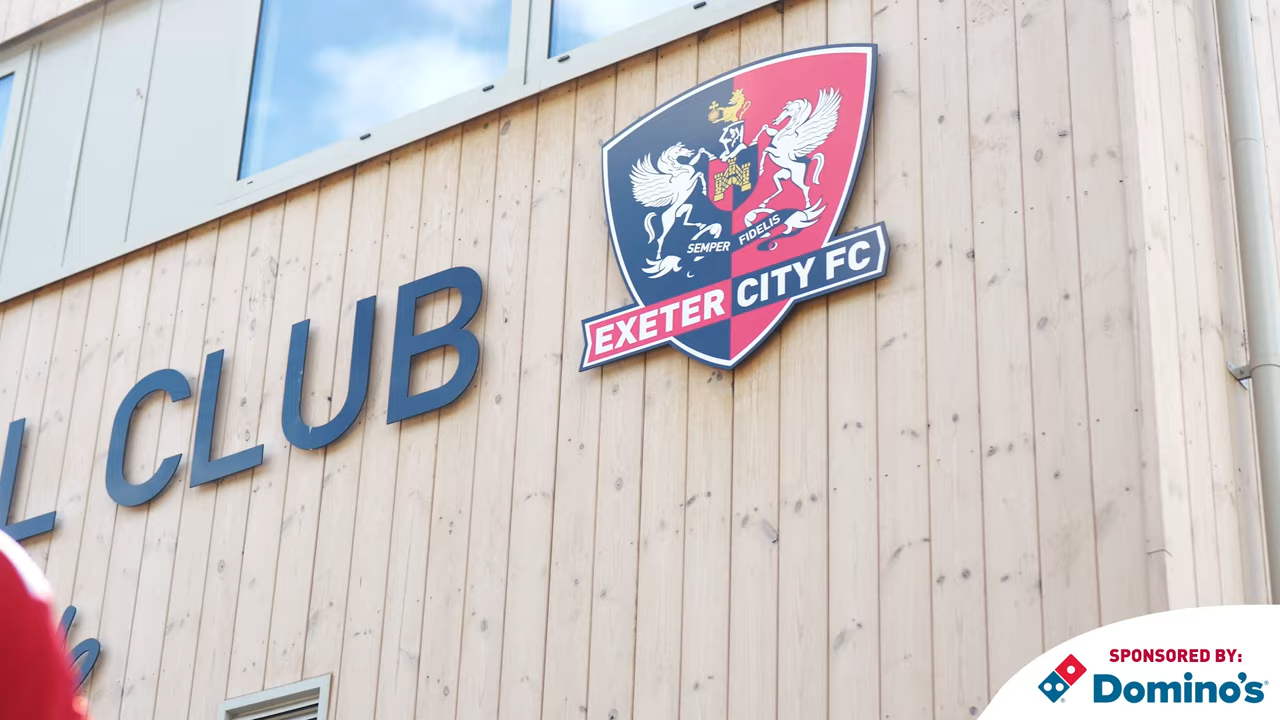 SEMPER FIDELIS
EXETER CITY FC
L CLUB
SPONSORED BY:
Domino's